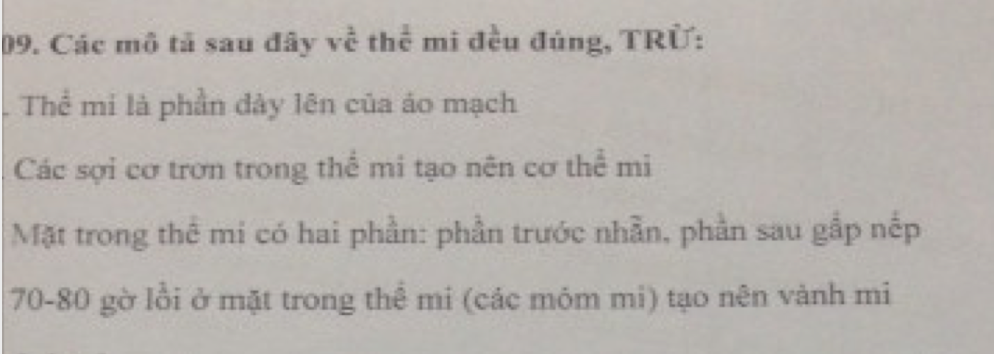 09. Các mô tả sau đây về thể mi đều đúng, TRỪ:
. Thể mi là phần dày lên của áo mạch
. Các sợi cơ trơn trong thể mi tạo nên cơ thể mi
Mặt trong thể mi có hai phần: phần trước nhẵn, phần sau gấp nếp
70-80 gờ lồi ở mặt trong thể mi (các mỏm mi) tạo nên vành mi